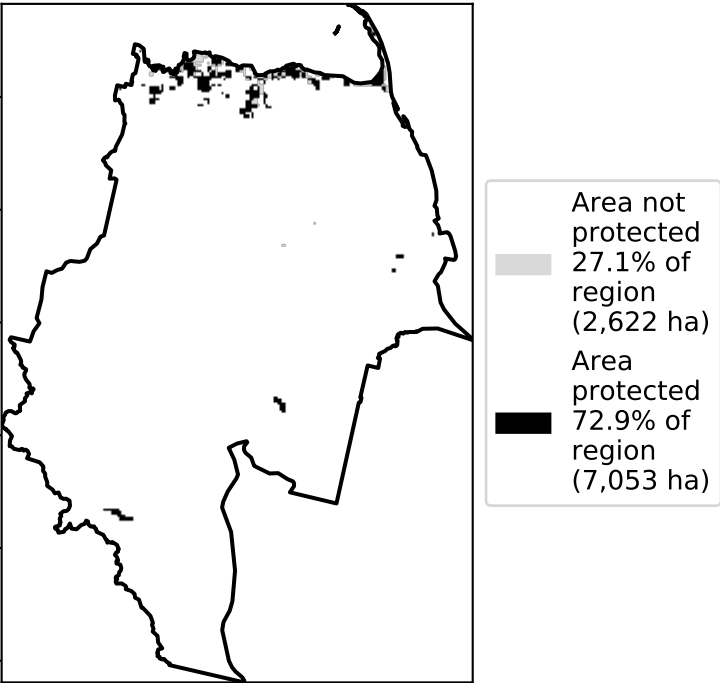 Area not
protected
27.1% of
region
(2,622 ha)
Area
protected
72.9% of
region
(7,053 ha)